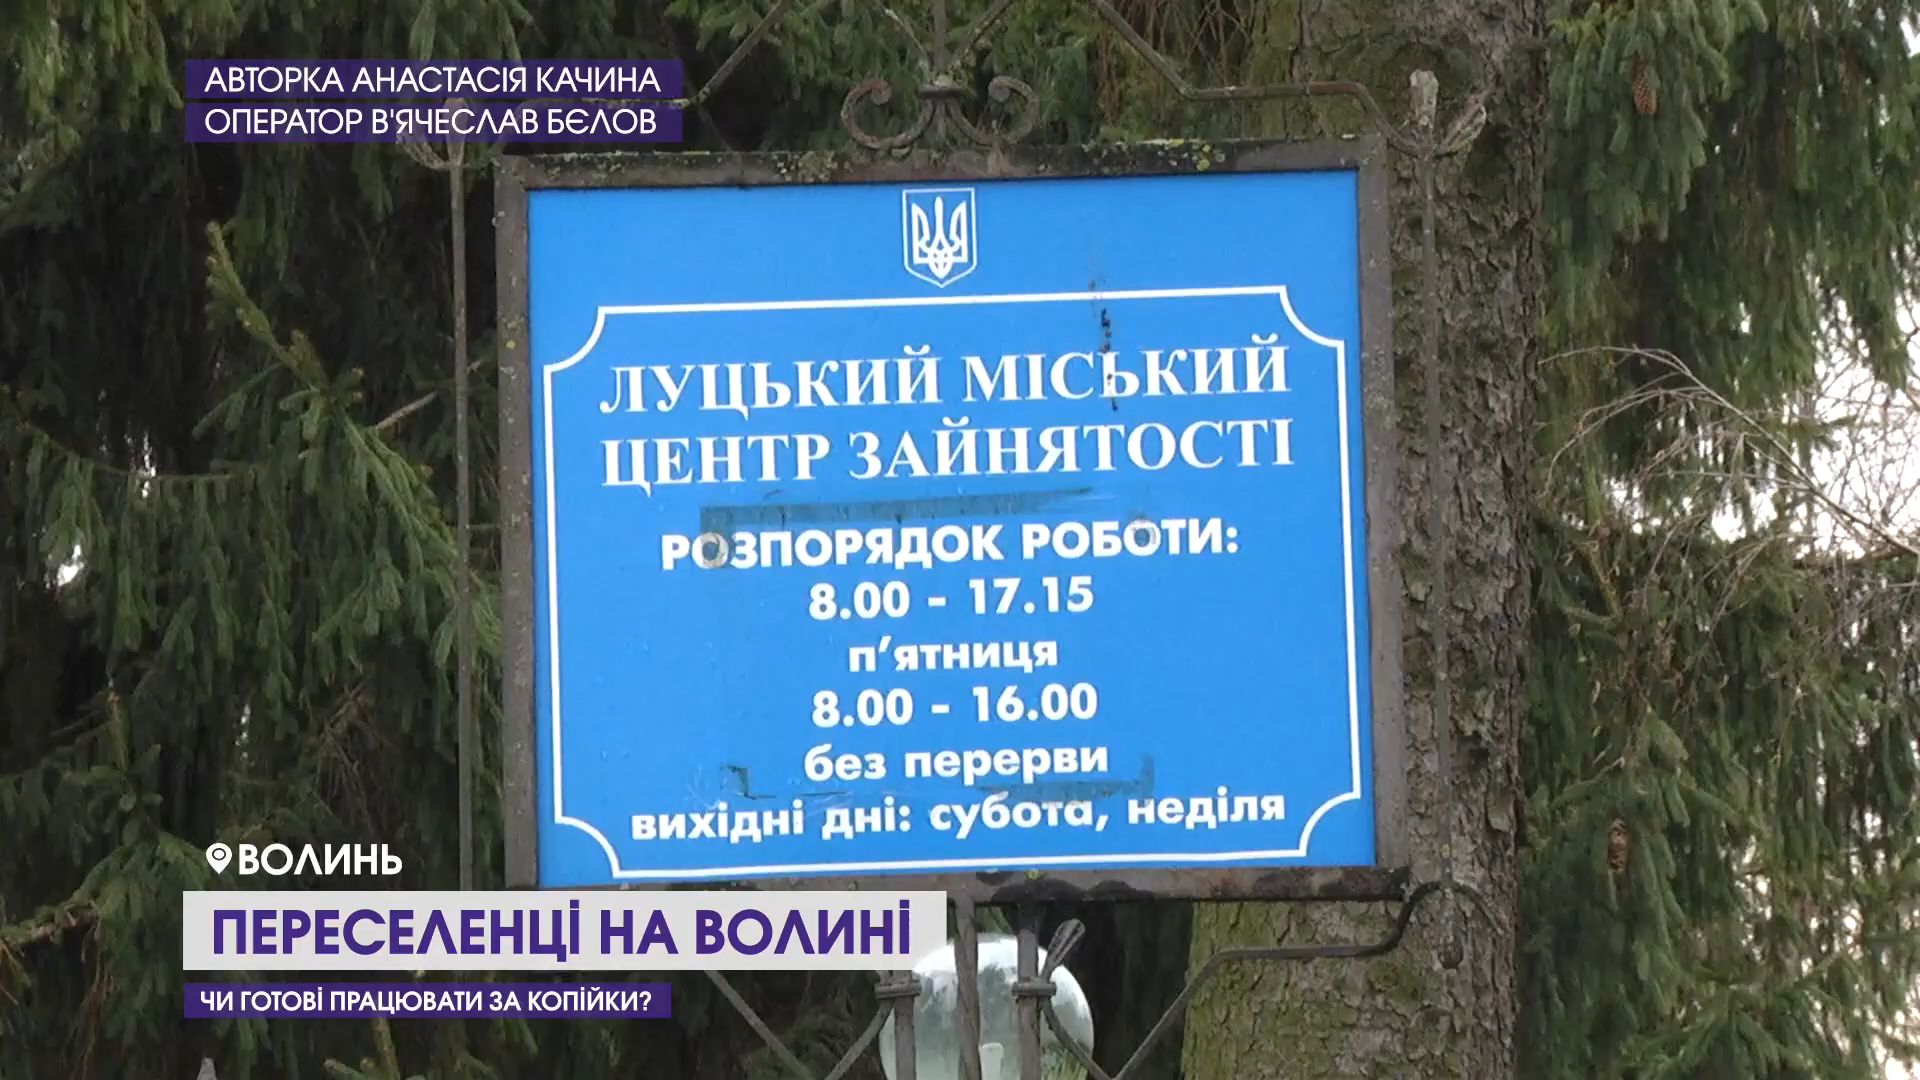 АВТОРКА АНАСТАСІЯ КАЧИНА
ОПЕРАТОР В'ЯЧЕСЛАВ БЄЛОВ
ЛУЦЬКИЙ МІСЬКИЙ
ЦЕНТР ЗАЙНЯТОСТІ
РОЗПОРЯДОК РОБОТИ:
8.00 - 17.15
п’ятниця
8.00 - 16.00
без перерви
вихідні дні: субота, неділя
ВОЛИНЬ
ПЕРЕСЕЛЕНЦІ НА ВОЛИНІ
ЧИ ГОТОВІ ПРАЦЮВАТИ ЗА КОПІЙКИ?